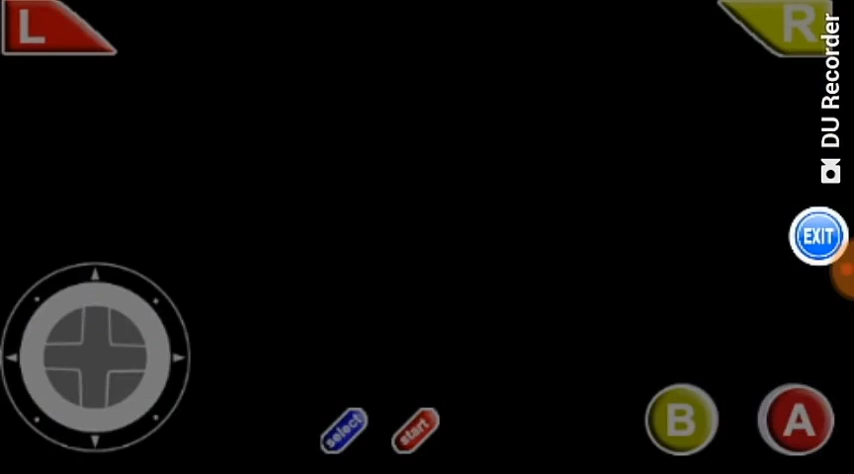 L
R
DU Recorder
EXIT
select
start
B
A